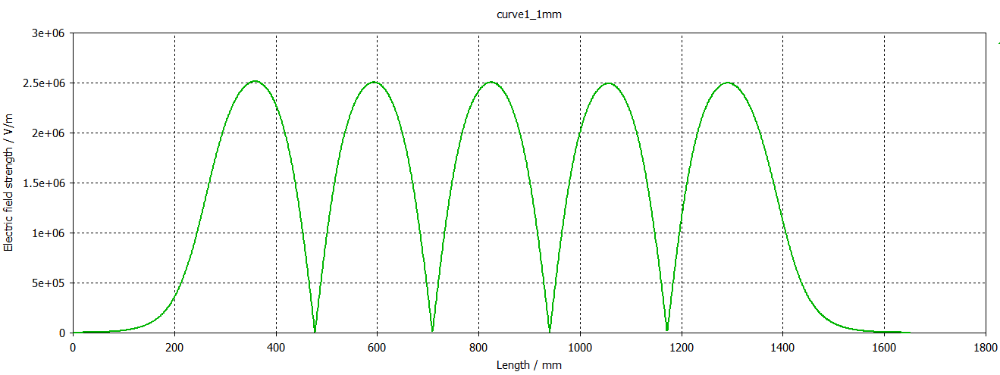 curve1_1mm
3e+06
2.5e+06
2e+06
1.5e+06
1e+06
5e+05
0
Electric field strength / V/m
0 200 400 600 800 1000 1200 1400 1600 1800
Length / mm